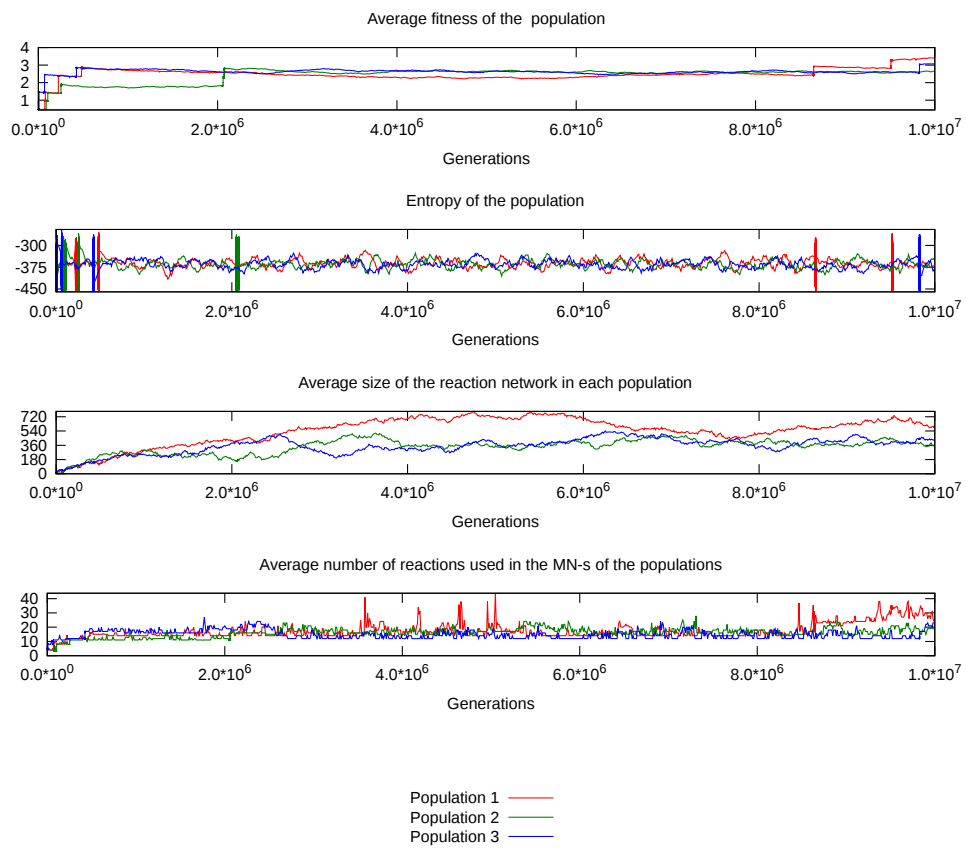 Average fitness of the  population
4
3
2
1
0.0*10^0 2.0*10^6 4.0*10^6 6.0*10^6 8.0*10^6 1.0*10^7
Generations
Entropy of the population
-300
-375
-450
0.0*10^0 2.0*10^6 4.0*10^6 6.0*10^6 8.0*10^6 1.0*10^7
Generations
Average size of the reaction network in each population
720
540
360
180
0
0.0*10^0 2.0*10^6 4.0*10^6 6.0*10^6 8.0*10^6 1.0*10^7
Generations
Average number of reactions used in the MN-s of the populations
40
30
20
10
0
0.0*10^0 2.0*10^6 4.0*10^6 6.0*10^6 8.0*10^6 1.0*10^7
Generations
Population 1
Population 2
Population 3